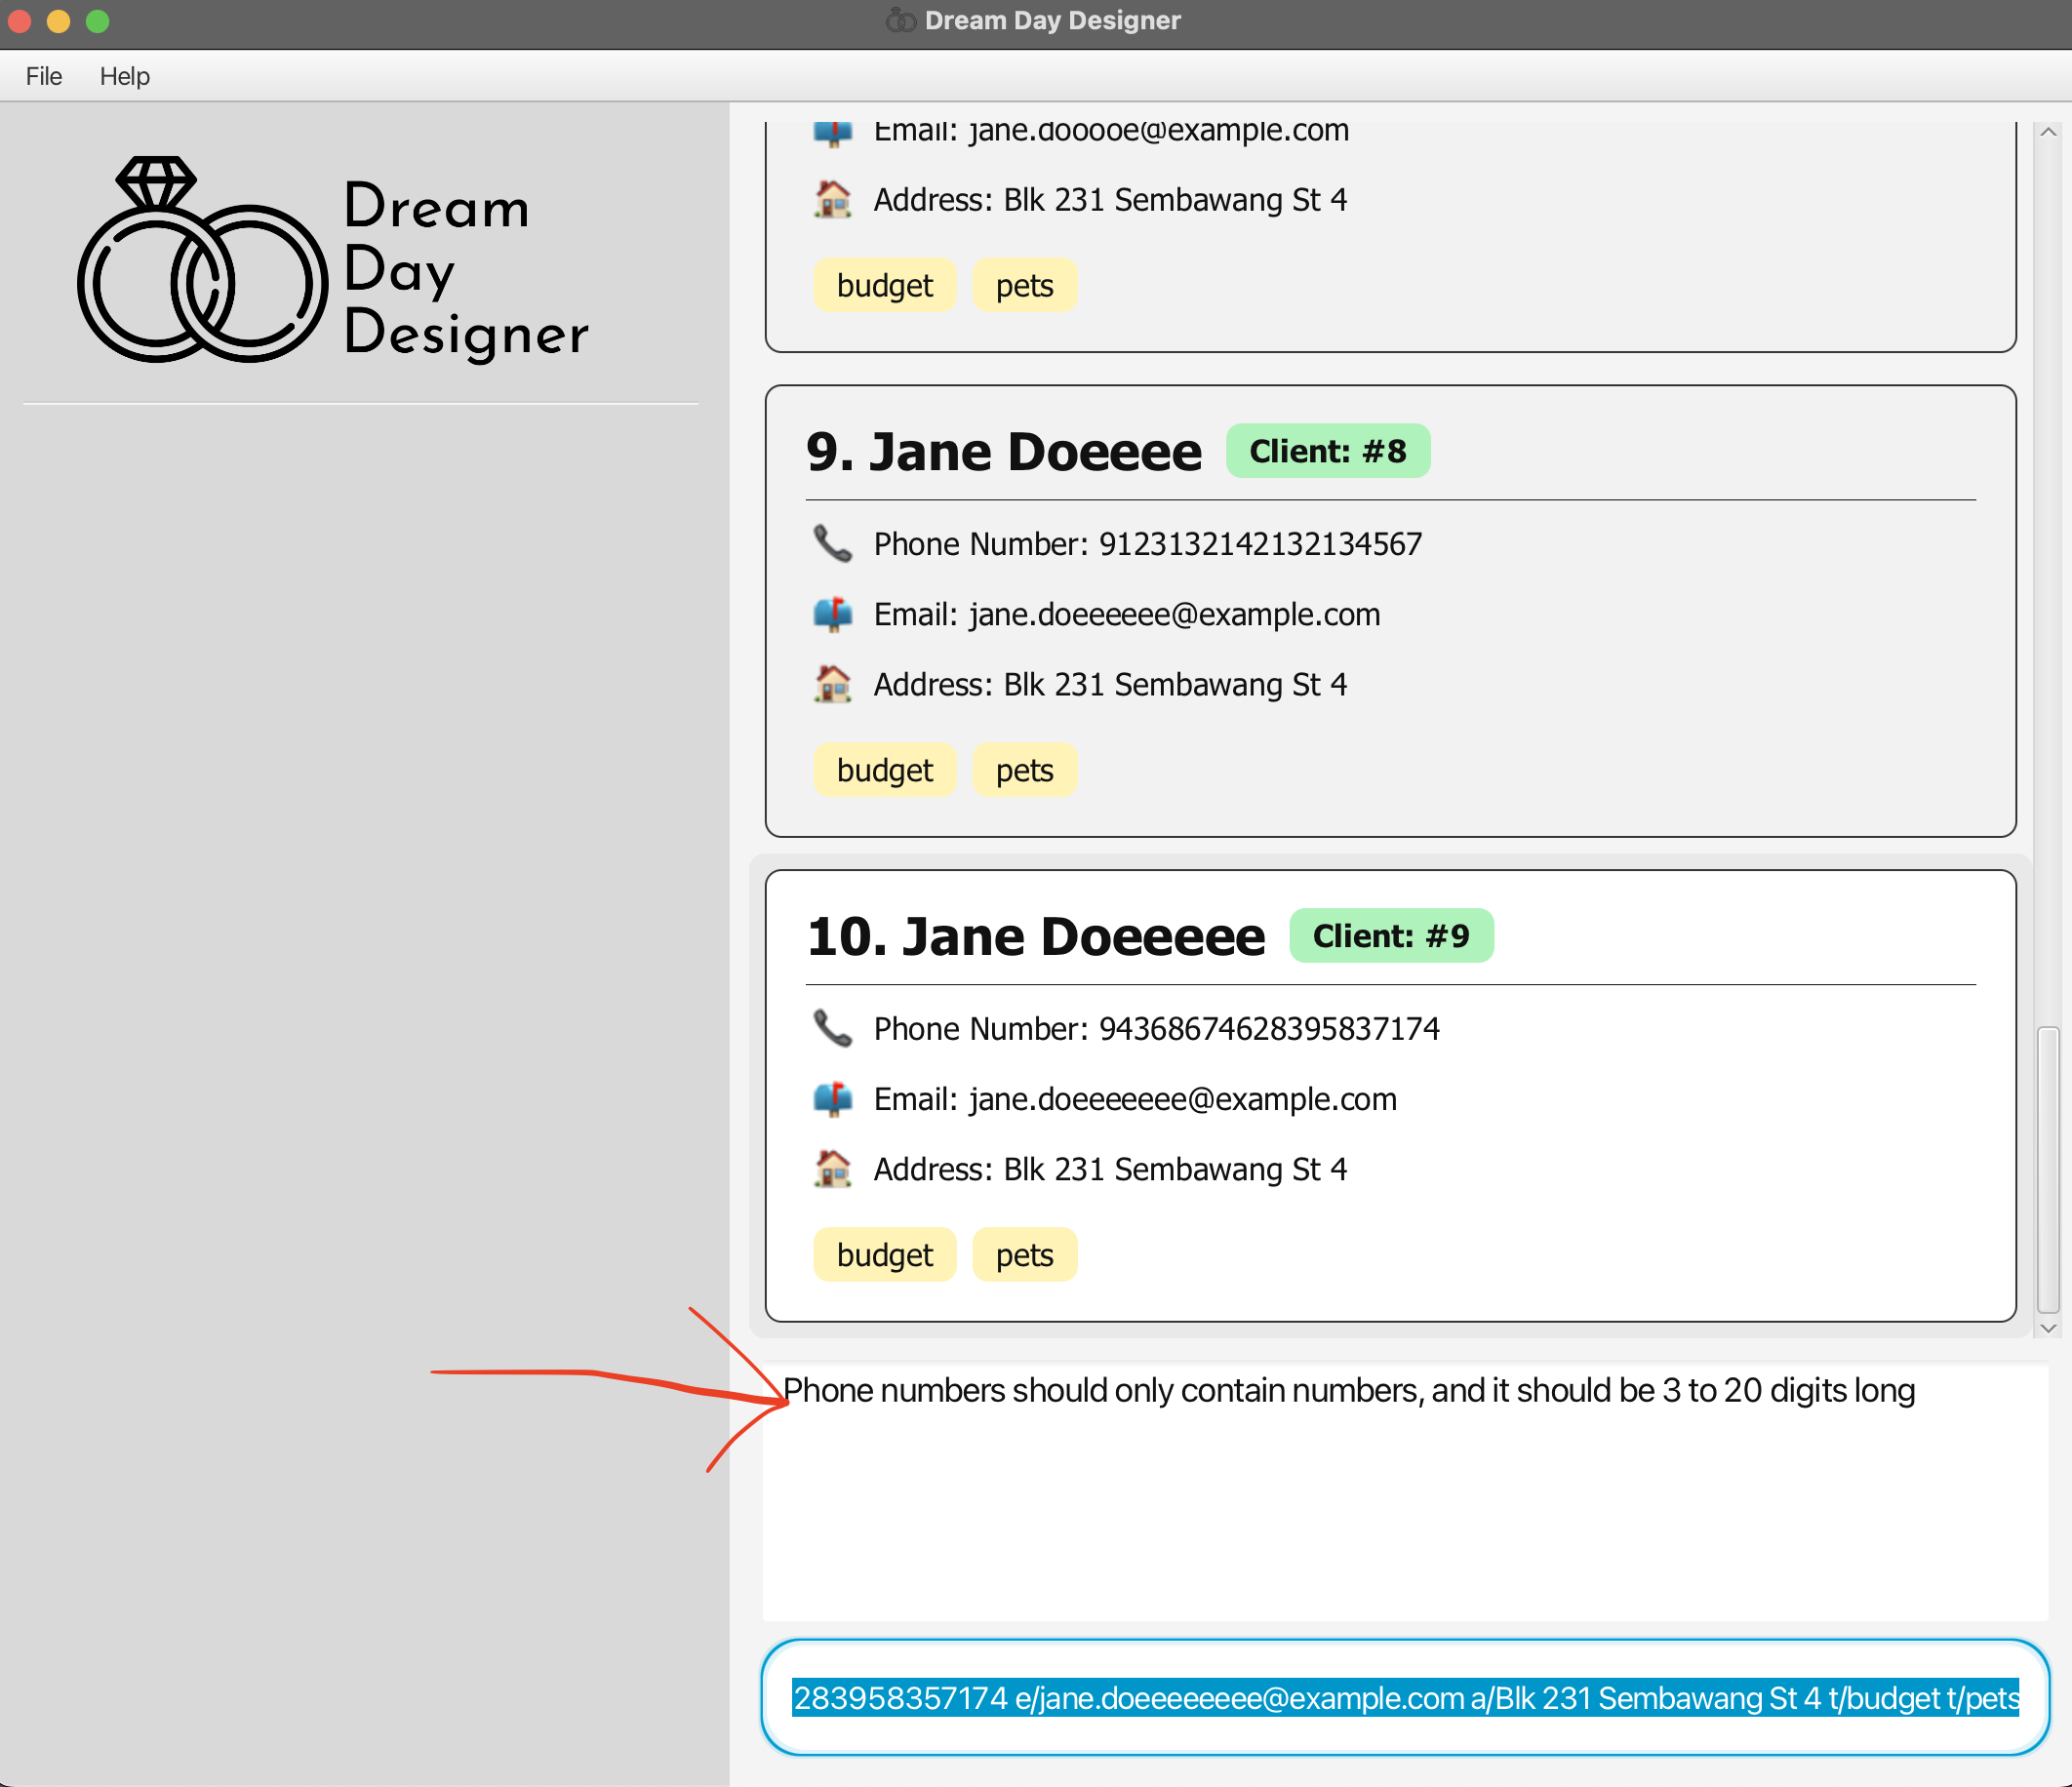 Dream Day Designer
File Help
Dream
Day
Designer
Email: jane.dooooe@example.com
Address: Blk 231 Sembawang St 4
budget pets
9. Jane Doeeee Client: #8
Phone Number: 9123132142132134567
Email: jane.doeeeeee@example.com
Address: Blk 231 Sembawang St 4
budget pets
10. Jane Doeeeee Client: #9
Phone Number: 94368674628395837174
Email: jane.doeeeeeee@example.com
Address: Blk 231 Sembawang St 4
budget pets
Phone numbers should only contain numbers, and it should be 3 to 20 digits long
283958357174 e/jane.doeeeeeeee@example.com a/Blk 231 Sembawang St 4 t/budget t/pets